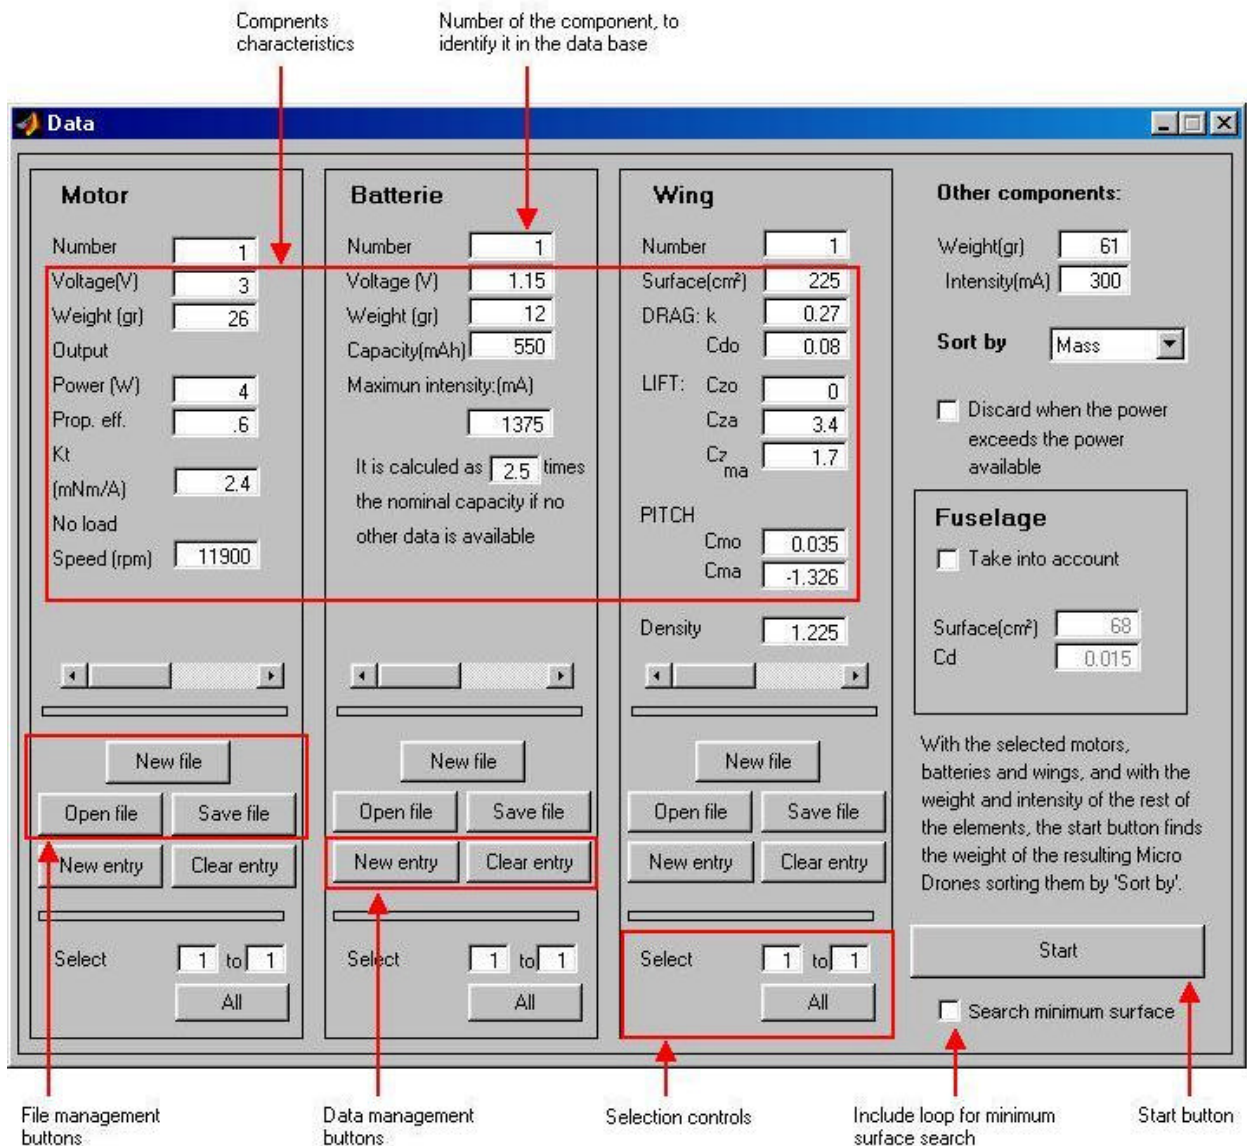 Compnents
characteristics
Number of the component, to
identify it in the data base
Data
Motor
Number 1
Voltage(V) 3
Weight (gr) 26
Output
Power (W) 4
Prop. eff. .6
Kt
(mNm/A) 2.4
No load
Speed (rpm) 11900
New file
Open file Save file
New entry Clear entry
Select 1 to 1
All
Batterie
Number 1
Voltage (V) 1.15
Weight (gr) 12
Capacity(mAh) 550
Maximun intensity:(mA)
1375
It is calculed as 2.5 times
the nominal capacity if no
other data is available
New file
Open file Save file
New entry Clear entry
Select 1 to 1
All
Wing
Number 1
Surface(cm²) 225
DRAG: k 0.27
Cdo 0.08
LIFT: Czo 0
Cza 3.4
Cz 1.7
ma
PITCH
Cmo 0.035
Cma -1.326
Density 1.225
New file
Open file Save file
New entry Clear entry
Select 1 to 1
All
Other components:
Weight(gr) 61
Intensity(mA) 300
Sort by Mass
Discard when the power
exceeds the power
available
Fuselage
Take into account
Surface(cm²) 68
Cd 0.015
With the selected motors,
batteries and wings, and with the
weight and intensity of the rest of
the elements, the start button finds
the weight of the resulting Micro
Drones sorting them by 'Sort by'.
Start
Search minimum surface
File management
buttons
Data management
buttons
Selection controls
Include loop for minimum
surface search
Start button